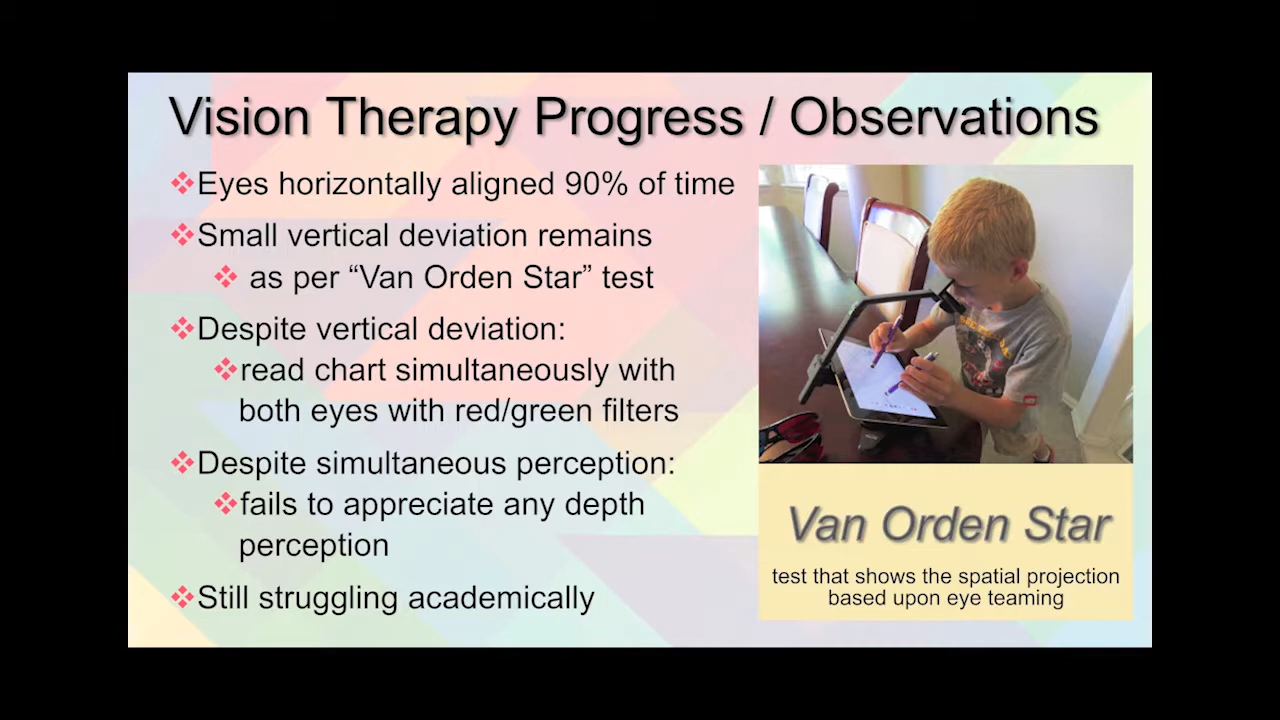 Vision Therapy Progress / Observations
❖Eyes horizontally aligned 90% of time
❖Small vertical deviation remains
❖ as per “Van Orden Star” test
❖Despite vertical deviation:
❖read chart simultaneously with
both eyes with red/green filters
❖Despite simultaneous perception:
❖fails to appreciate any depth
perception
❖Still struggling academically
Van Orden Star
test that shows the spatial projection
based upon eye teaming